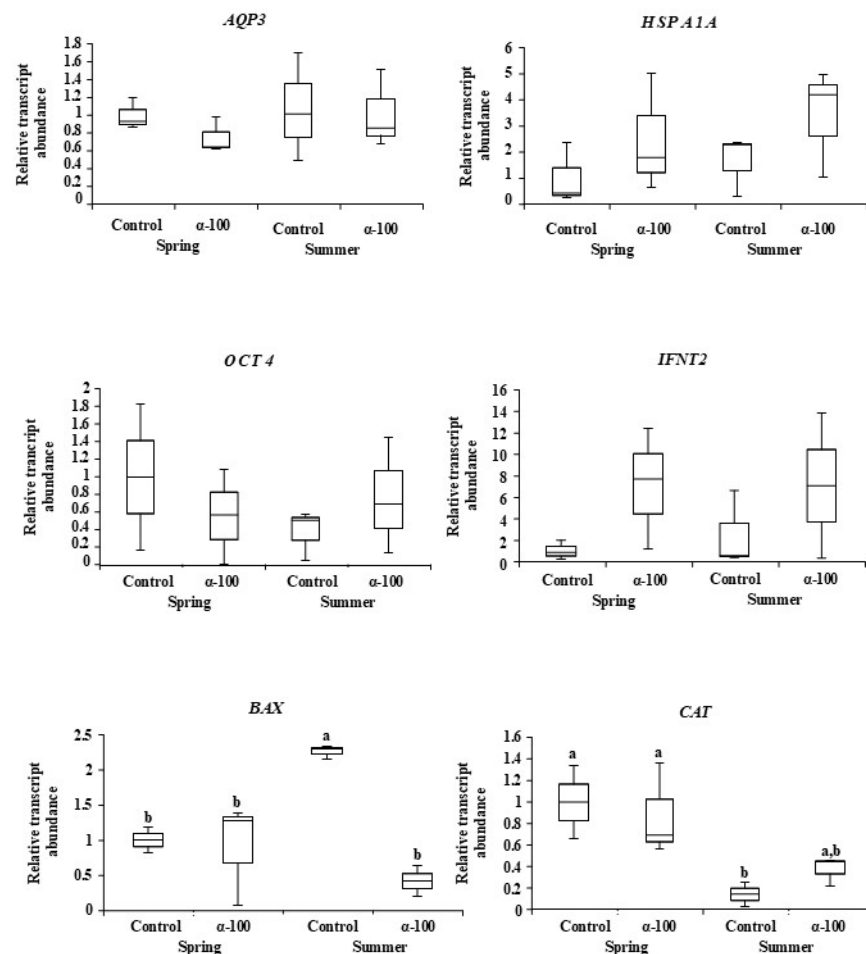 AQP3
Relative transcript
abundance
1.8
1.6
1.4
1.2
1
0.8
0.6
0.4
0.2
0
Control α-100 Control α-100
Spring Summer
HSPA1A
Relative transcript
abundance
6
5
4
3
2
1
0
Control α-100 Control α-100
Spring Summer
OCT 4
Relative trancript
abundance
2
1.8
1.6
1.4
1.2
1
0.8
0.6
0.4
0.2
0
Control α-100 Control α-100
Spring Summer
IFNT2
Relative transcript
abundance
16
14
12
10
8
6
4
2
0
Control α-100 Control α-100
Spring Summer
BAX
Relative transcript
abundance
2.5
2
1.5
1
0.5
0
b b a b
Control α-100 Control α-100
Spring Summer
CAT
Relative transcript
abundance
1.6
1.4
1.2
1
0.8
0.6
0.4
0.2
0
a a b a,b
Control α-100 Control α-100
Spring Summer